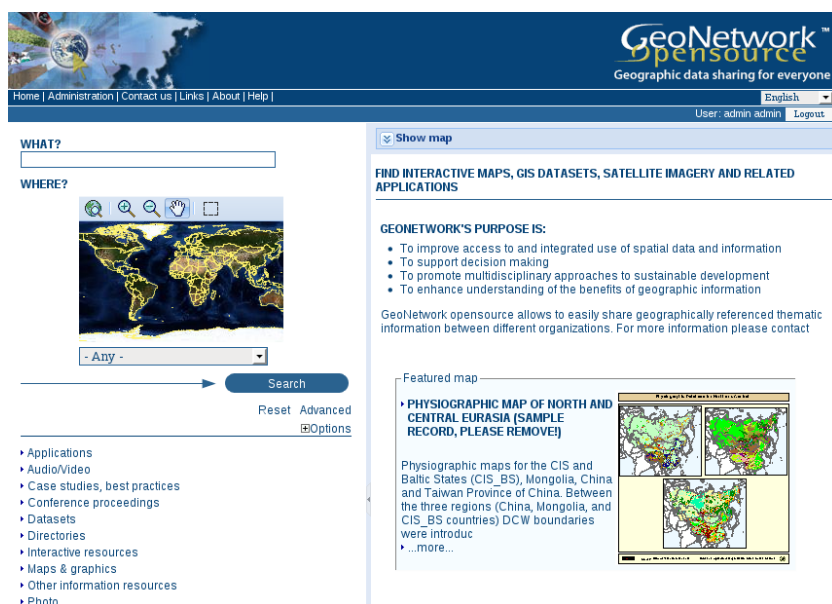 GeoNetwork™
Opensource
Geographic data sharing for everyone
Home | Administration | Contact us | Links | About | Help |
English
User: admin admin Logout
WHAT?
WHERE?
- Any -
Search
Reset Advanced
Options
Applications
Audio/Video
Case studies, best practices
Conference proceedings
Datasets
Directories
Interactive resources
Maps & graphics
Other information resources
Photo
Show map
FIND INTERACTIVE MAPS, GIS DATASETS, SATELLITE IMAGERY AND RELATED
APPLICATIONS
GEONETWORK'S PURPOSE IS:
To improve access to and integrated use of spatial data and information
To support decision making
To promote multidisciplinary approaches to sustainable development
To enhance understanding of the benefits of geographic information
GeoNetwork opensource allows to easily share geographically referenced thematic
information between different organizations. For more information please contact
Featured map
PHYSIOGRAPHIC MAP OF NORTH AND
CENTRAL EURASIA (SAMPLE
RECORD, PLEASE REMOVE!)
Physiographic maps for the CIS and
Baltic States (CIS_BS), Mongolia, China
and Taiwan Province of China. Between
the three regions (China, Mongolia, and
CIS_BS countries) DCW boundaries
were introduc
...more...